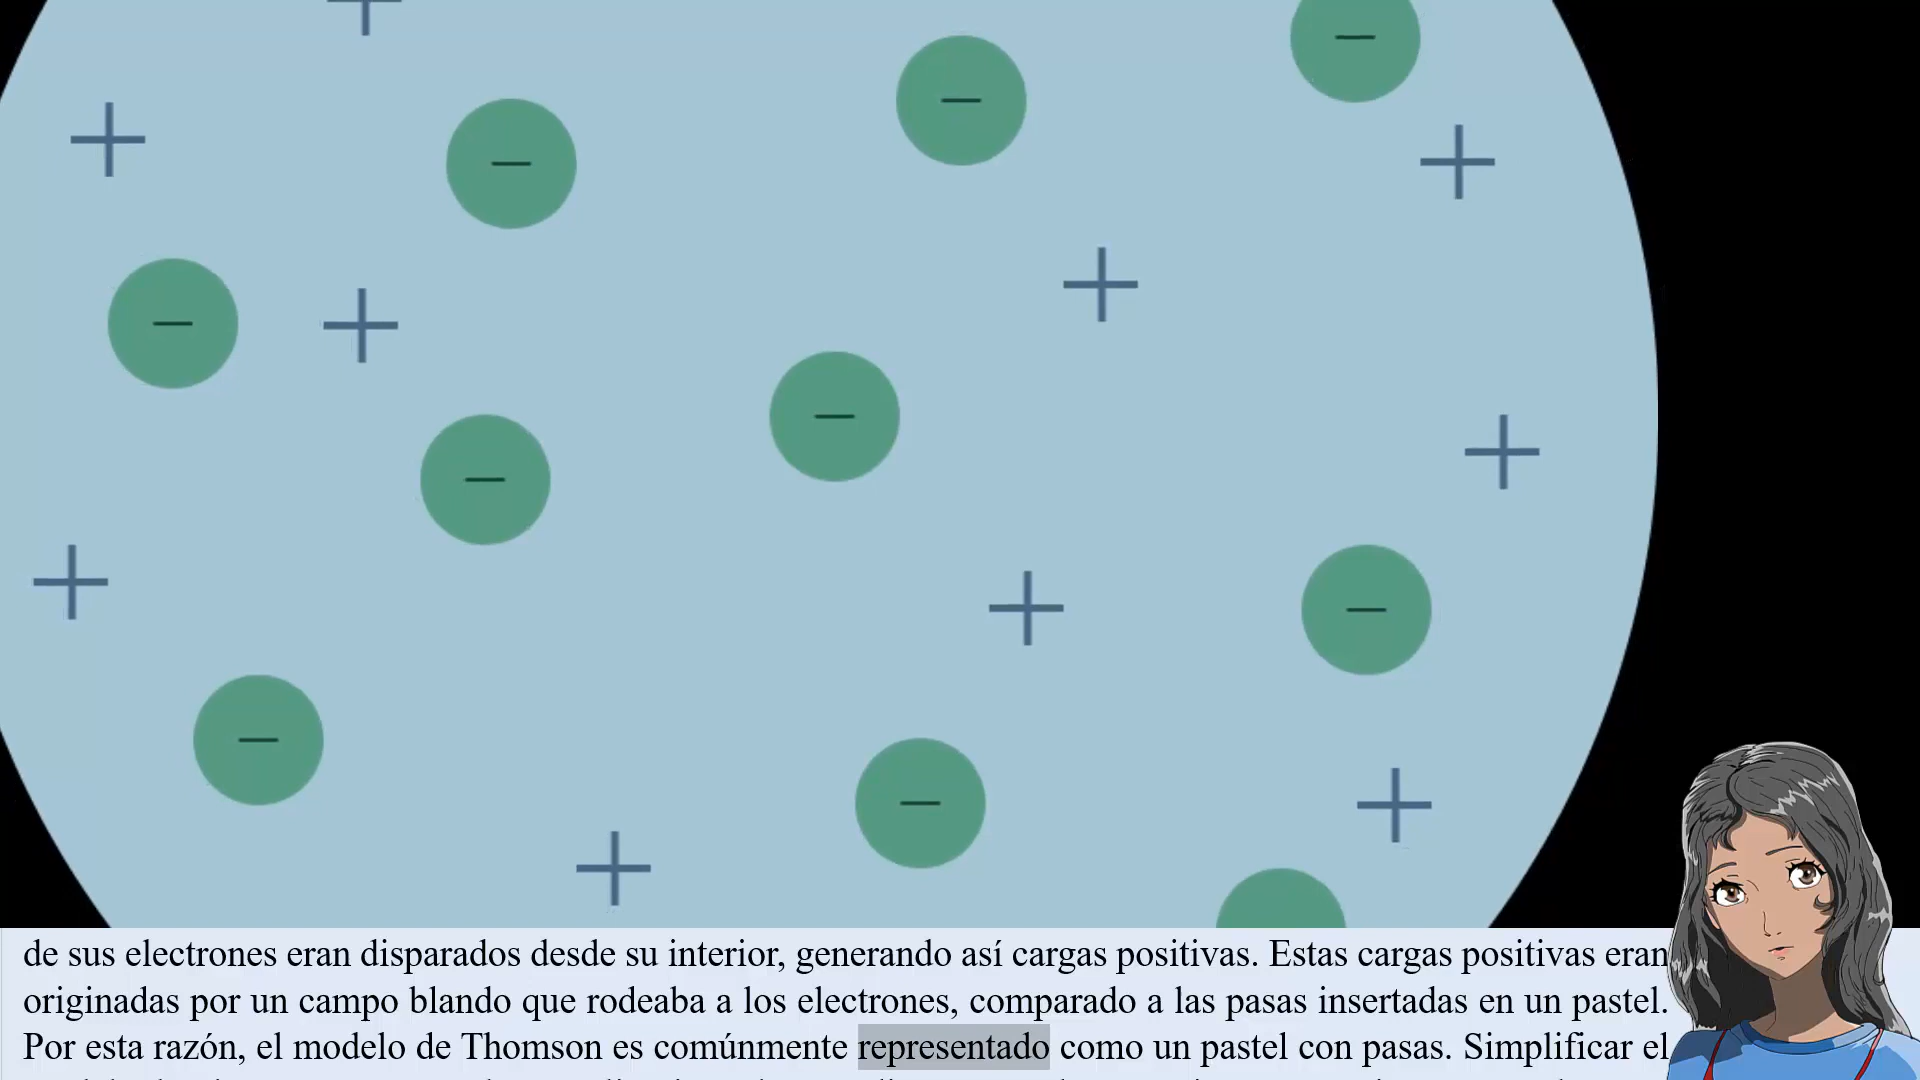 de sus electrones eran disparados desde su interior, generando así cargas positivas. Estas cargas positivas eran
originadas por un campo blando que rodeaba a los electrones, comparado a las pasas insertadas en un pastel.
Por esta razón, el modelo de Thomson es comúnmente representado como un pastel con pasas. Simplificar el